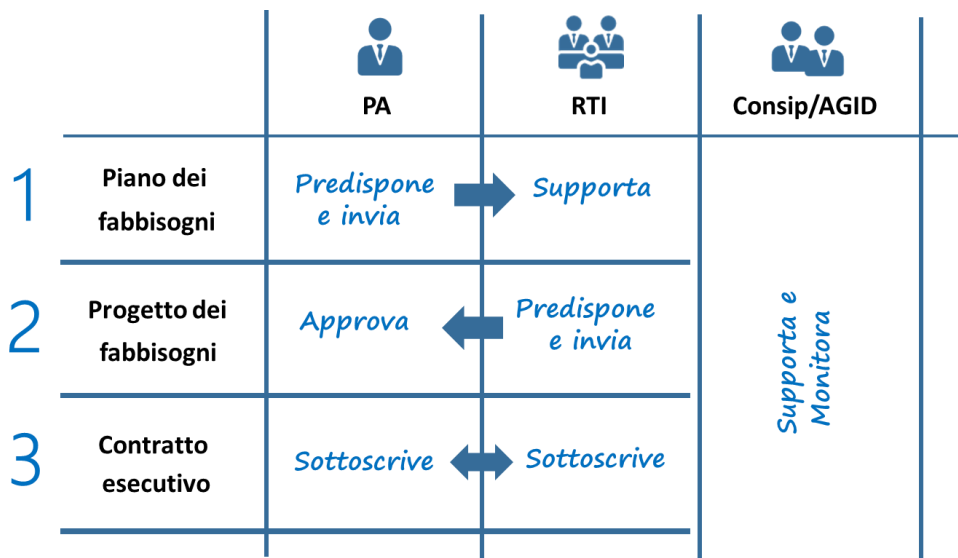 PA
RTI
Consip/AGID
1
Piano dei
fabbisogni
Predispone
e invia
Supporta
2
Progetto dei
fabbisogni
Approva
Predispone
e invia
3
Contratto
esecutivo
Sottoscrive
Sottoscrive
Supporta e
Monitora